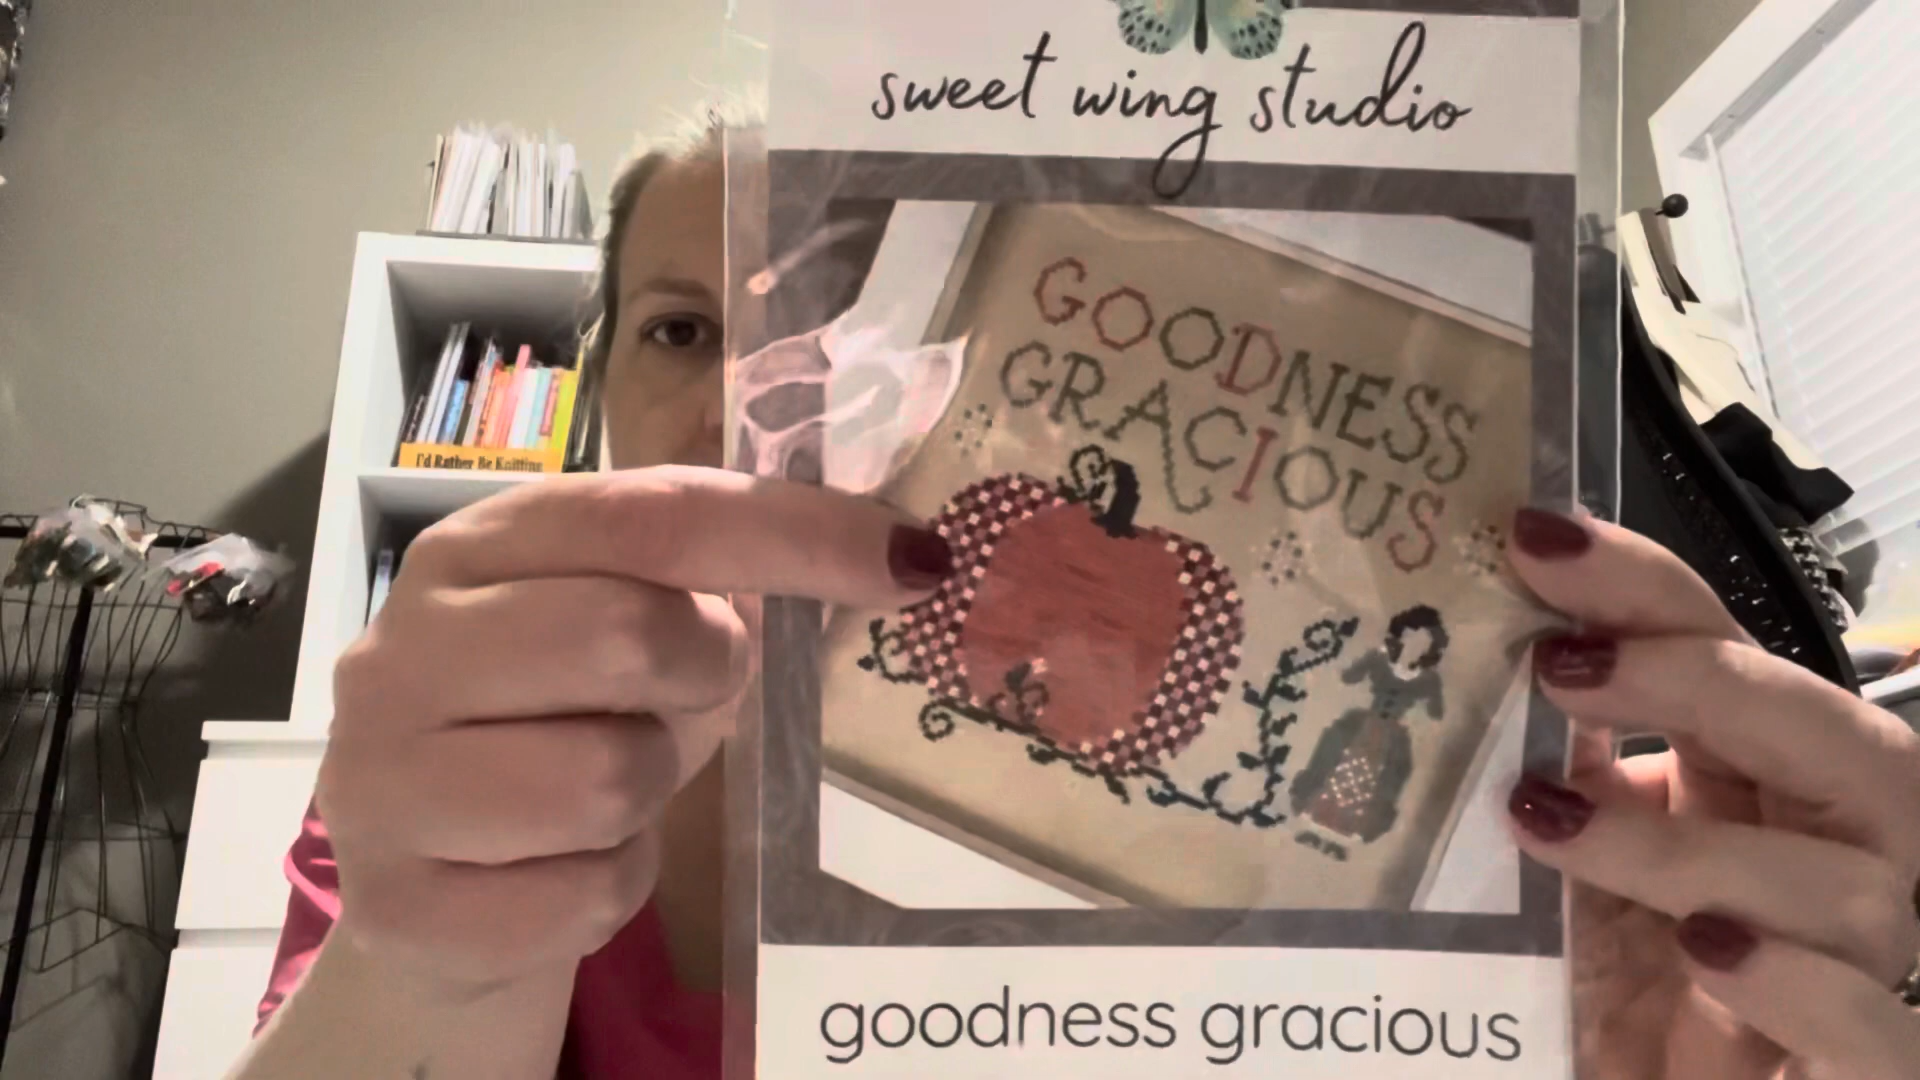 sweet wing studio
GOODNESS
GRACIOUS
I'd Rather Be Knitting
goodness gracious